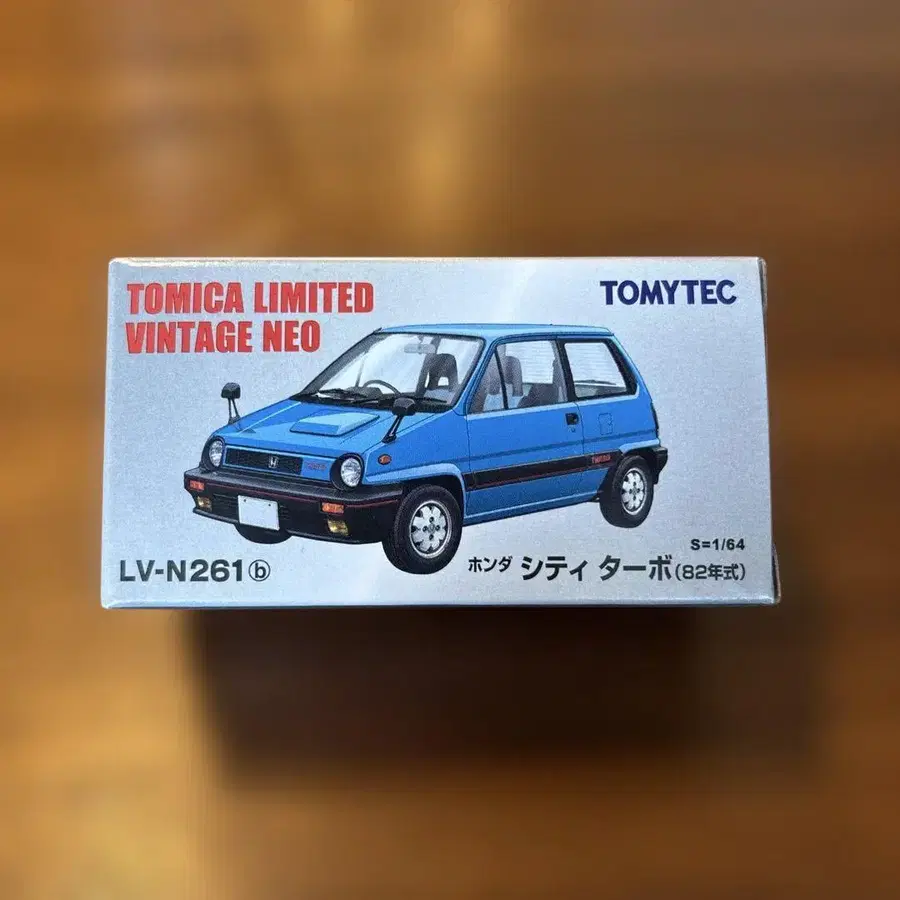 TOMICA LIMITED
VINTAGE NEO
TOMYTEC
S=1/64
LV-N261ⓑ
ホンダ シティ ターボ(82年式)